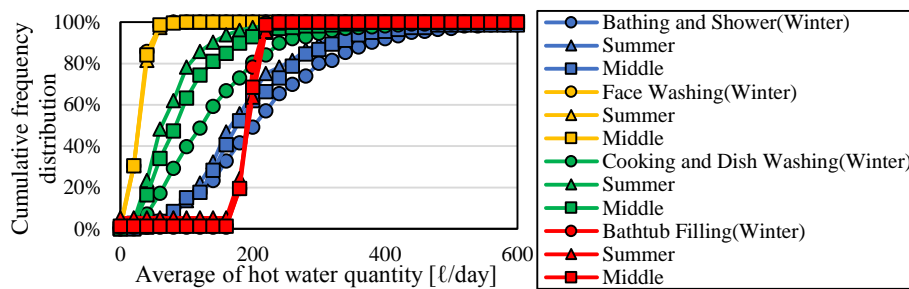 Cumulative frequency
distribution
100%
80%
60%
40%
20%
0%
0
200
400
600
Average of hot water quantity [ℓ/day]
Bathing and Shower(Winter)
Summer
Middle
Face Washing(Winter)
Summer
Middle
Cooking and Dish Washing(Winter)
Summer
Middle
Bathtub Filling(Winter)
Summer
Middle